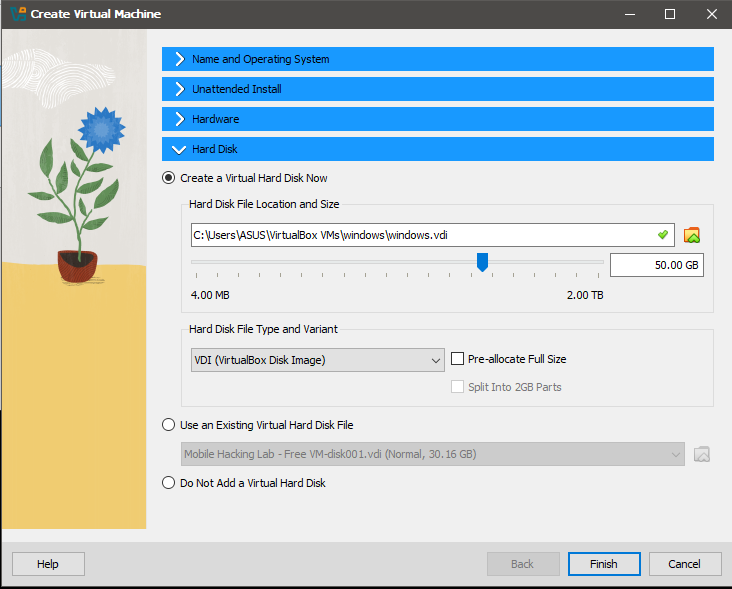 Create Virtual Machine
Name and Operating System
Unattended Install
Hardware
Hard Disk
Create a Virtual Hard Disk Now
Hard Disk File Location and Size
C:\Users\ASUS\VirtualBox VMs\windows\windows.vdi
50.00 GB
4.00 MB 2.00 TB
Hard Disk File Type and Variant
VDI (VirtualBox Disk Image) Pre-allocate Full Size
Split Into 2GB Parts
Use an Existing Virtual Hard Disk File
Mobile Hacking Lab - Free VM-disk001.vdi (Normal, 30.16 GB)
Do Not Add a Virtual Hard Disk
Help Back Finish Cancel